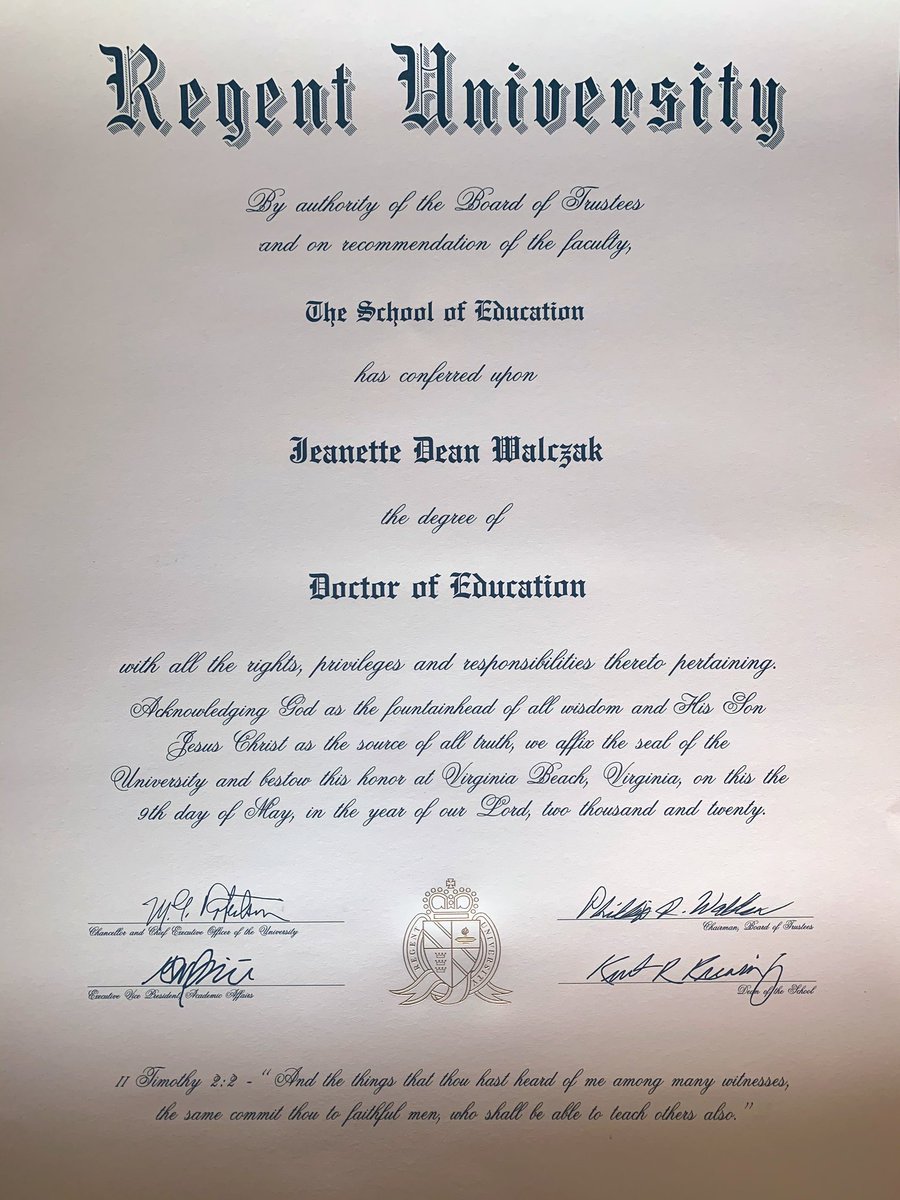 Regent University
By authority of the Board of Trustees
and on recommendation of the faculty,
The School of Education
has conferred upon
Jeanette Dean Walczak
the degree of
Doctor of Education
with all the rights, privileges and responsibilities thereto pertaining.
Acknowledging God as the fountainhead of all wisdom and His Son
Jesus Christ as the source of all truth, we affix the seal of the
University and bestow this honor at Virginia Beach, Virginia, on this the
9th day of May, in the year of our Lord, two thousand and twenty.
M. G. Robertson
Chancellor and Chief Executive Officer of the University
Phillip R. Walker
Chairman, Board of Trustees
Executive Vice President, Academic Affairs
Kurt R
Dean of the School
REGENT UNIVERSITY
II Timothy 2:2 - “And the things that thou hast heard of me among many witnesses,
the same commit thou to faithful men, who shall be able to teach others also.”